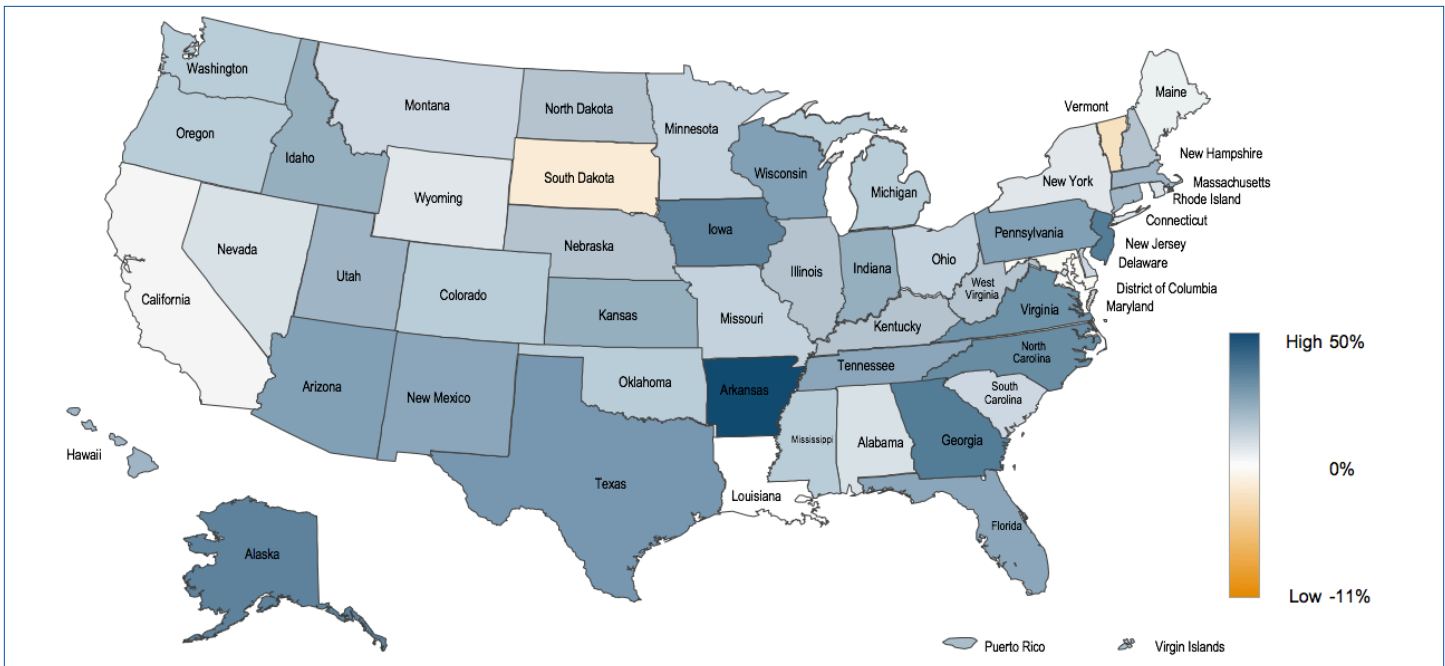 Washington
Montana
North Dakota
Minnesota
Maine
Vermont
Oregon
Idaho
South Dakota
Wisconsin
Michigan
New York
New Hampshire
Massachusetts
Rhode Island
Connecticut
Wyoming
Nebraska
Iowa
Pennsylvania
New Jersey
Delaware
District of Columbia
Maryland
Nevada
Utah
Colorado
California
Kansas
Missouri
Illinois
Indiana
Ohio
West
Virginia
Virginia
Kentucky
North
Carolina
Tennessee
South
Carolina
Arizona
New Mexico
Oklahoma
Arkansas
Mississippi
Alabama
Georgia
Texas
Louisiana
Florida
Hawaii
Alaska
Puerto Rico
Virgin Islands
High 50%
0%
Low -11%